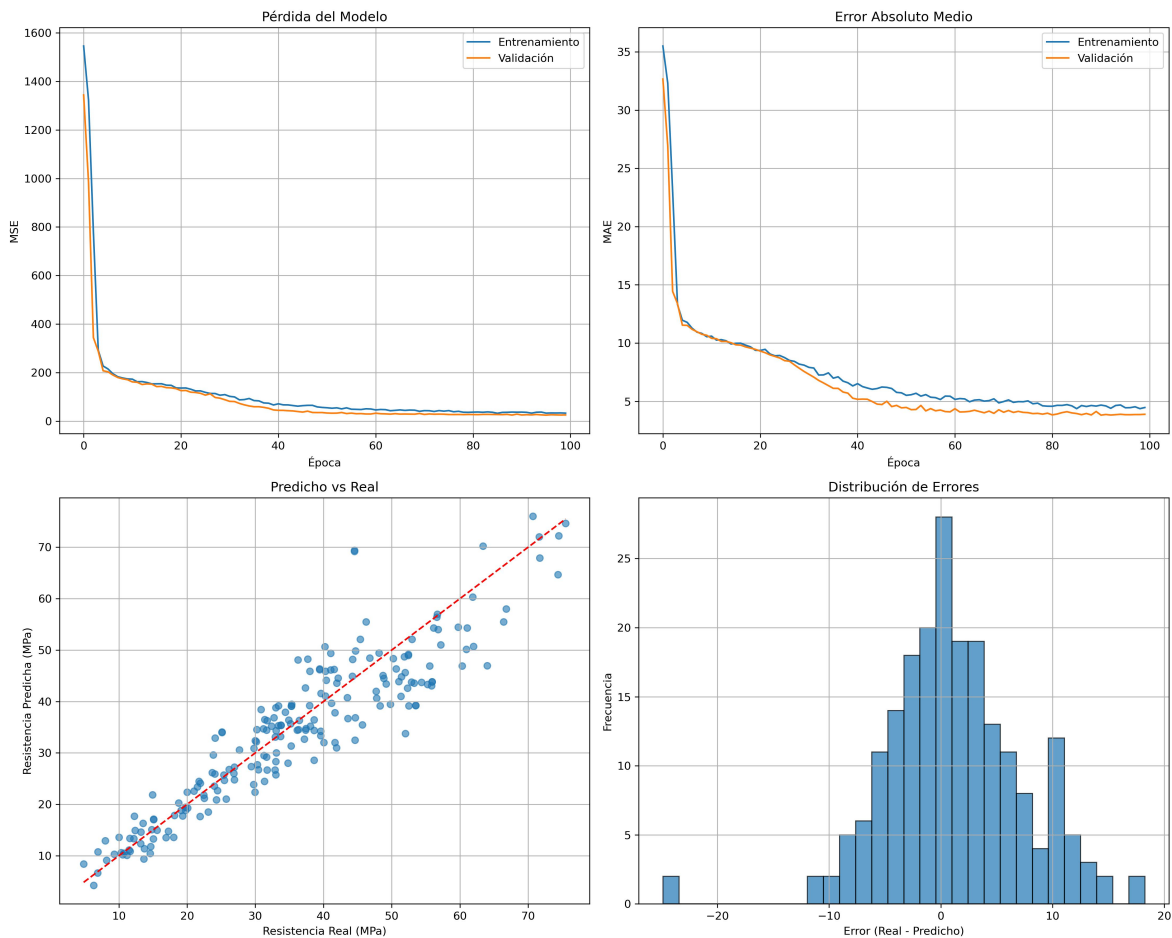 Pérdida del Modelo
1600
1400
1200
1000
800
600
400
200
0
MSE
0 20 40 60 80 100
Época
Entrenamiento
Validación
Error Absoluto Medio
35
30
25
20
15
10
5
MAE
0 20 40 60 80 100
Época
Entrenamiento
Validación
Predicho vs Real
70
60
50
40
30
20
10
Resistencia Predicha (MPa)
10 20 30 40 50 60 70
Resistencia Real (MPa)
Distribución de Errores
25
20
15
10
5
0
Frecuencia
−20 −10 0 10 20
Error (Real - Predicho)